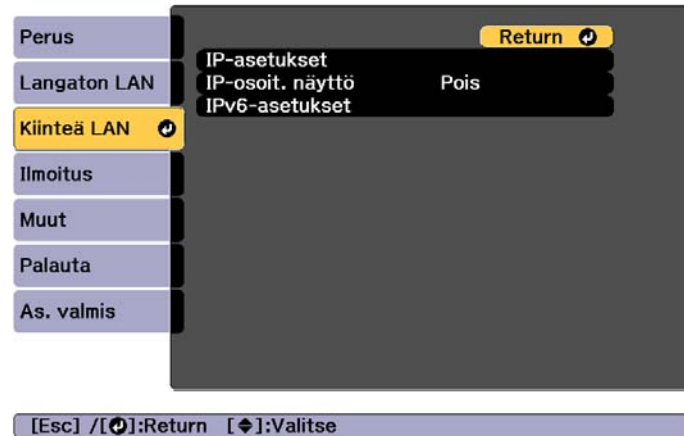 Perus
Langaton LAN
Kiinteä LAN
Ilmoitus
Muut
Palauta
As. valmis
Return
IP-asetukset
IP-osoit. näyttö Pois
IPv6-asetukset
[Esc] /[⏎]:Return [◆]:Valitse